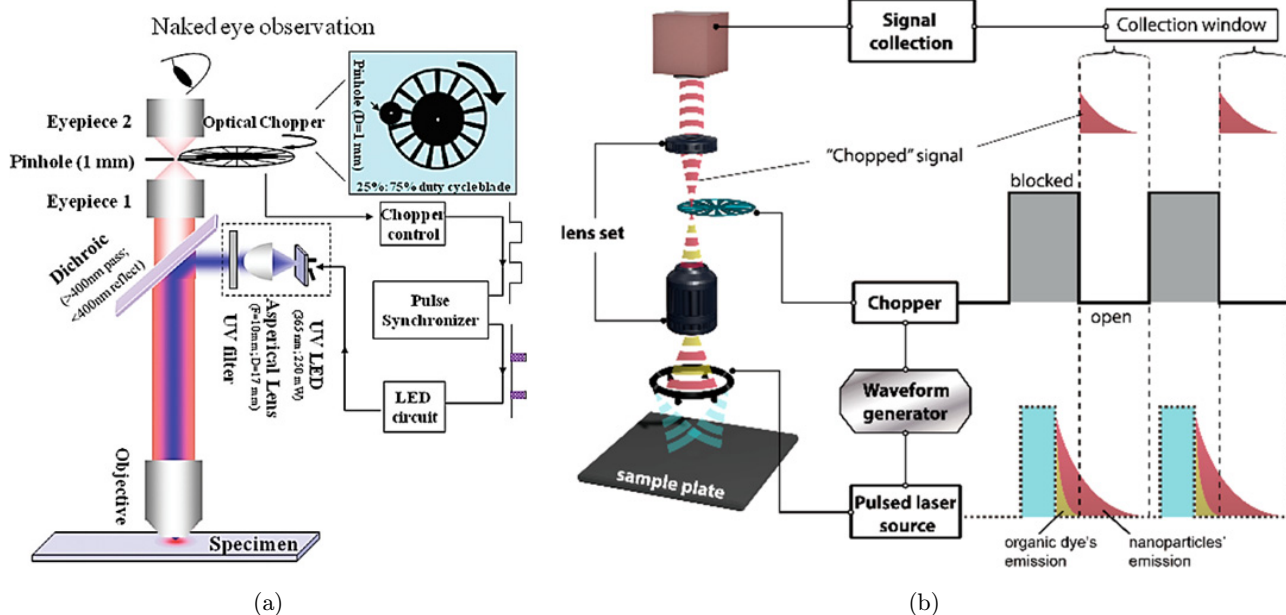 Naked eye observation
Eyepiece 2
Optical Chopper
Pinhole (1 mm)
Eyepiece 1
Pinhole (D=1 mm)
25%:75% duty cycle blade
Chopper
control
Dichroic
(>400nm pass;
<400nm reflect)
UV filter
Asperical Lens
(F=10mm; D=17 mm)
UV LED
(365 nm; 250 mW)
Pulse
Synchronizer
LED
circuit
Objective
Specimen
(a)
Signal
collection
Collection window
"Chopped" signal
lens set
blocked
Chopper
open
Waveform
generator
sample plate
Pulsed laser
source
organic dye's
emission
nanoparticles'
emission
(b)